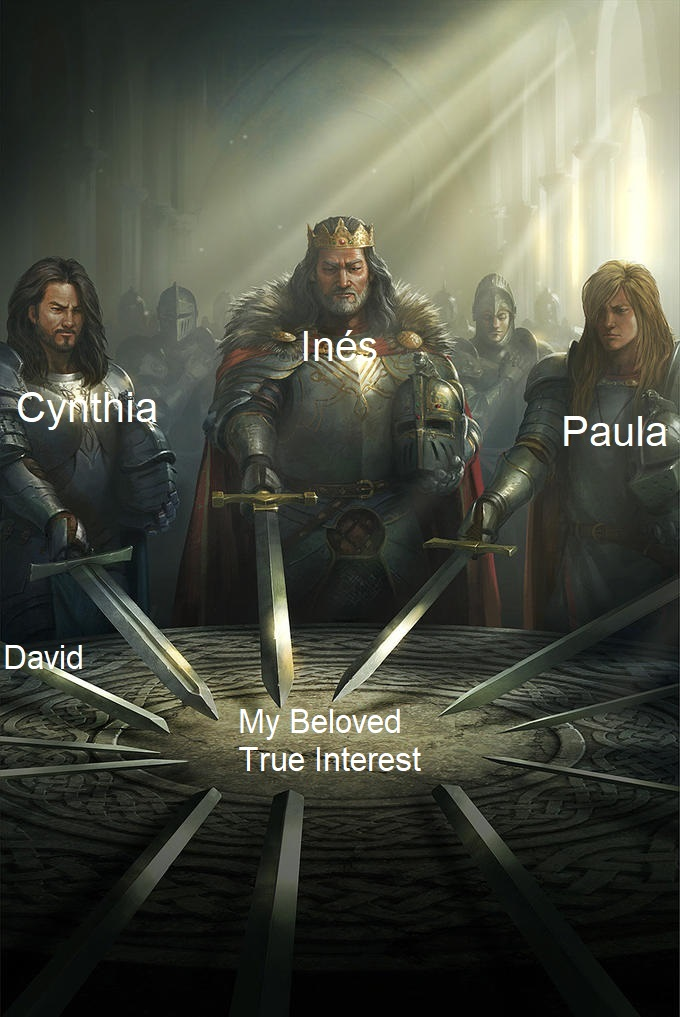 Inés
Cynthia
Paula
David
My Beloved
True Interest